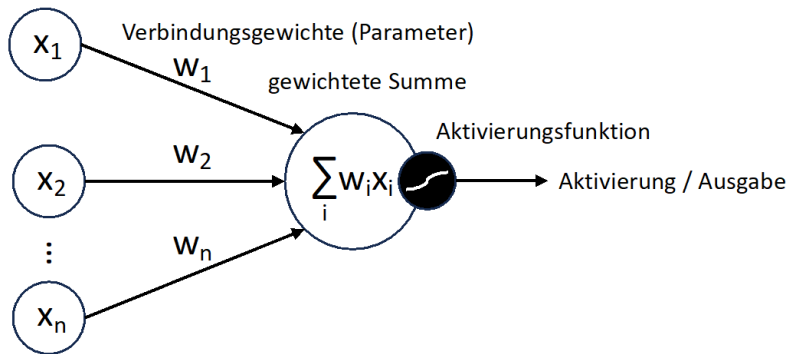 x₁
Verbindungsgewichte (Parameter)
w₁
gewichtete Summe
Aktivierungsfunktion
x₂
w₂
∑ᵢ wᵢxᵢ
Aktivierung / Ausgabe
⋮
wₙ
xₙ